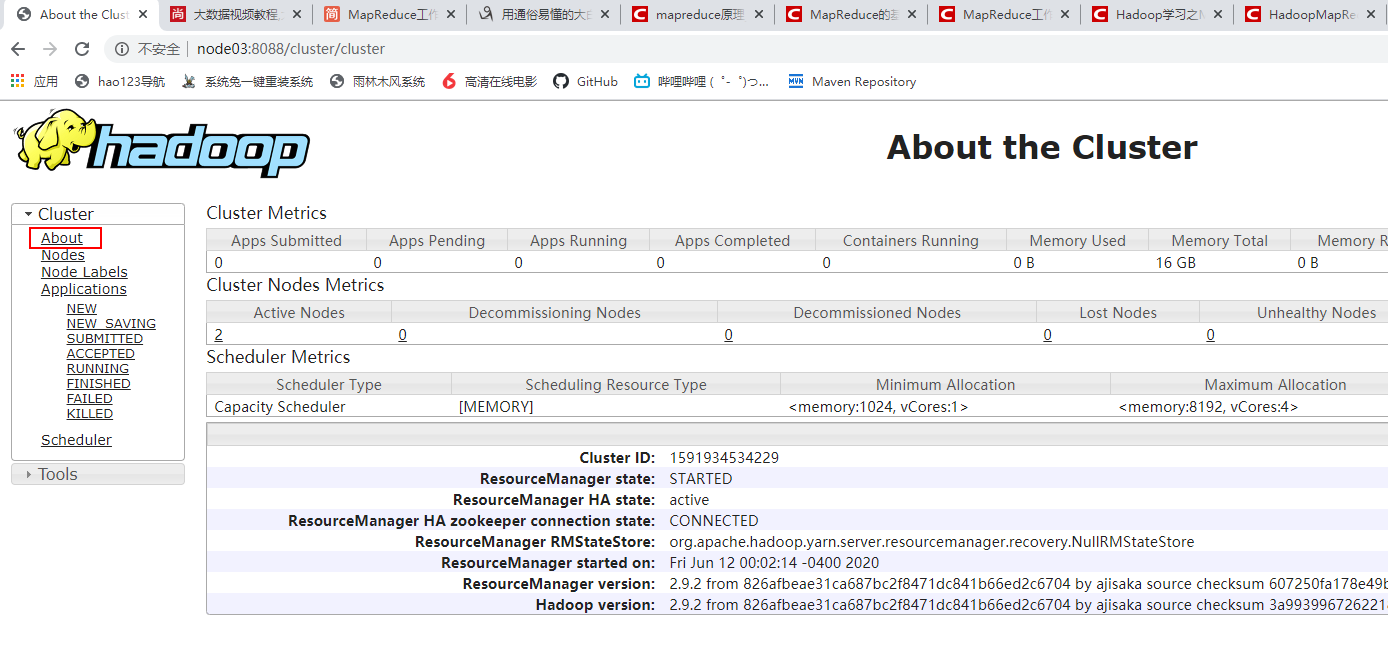 About the Clust
大数据视频教程
MapReduce工作
用通俗易懂的大白
mapreduce原理
MapReduce的
MapReduce工作
Hadoop学习之
HadoopMapRe
不安全 | node03:8088/cluster/cluster
应用 hao123导航 系统兔一键重装系统 雨林木风系统 高清在线电影 GitHub 哔哩哔哩 ( ゜- ゜)つ... Maven Repository
hadoop
About the Cluster
Cluster
About
Nodes
Node Labels
Applications
NEW
NEW_SAVING
SUBMITTED
ACCEPTED
RUNNING
FINISHED
FAILED
KILLED
Scheduler
Tools
Cluster Metrics
Apps Submitted Apps Pending Apps Running Apps Completed Containers Running Memory Used Memory Total Memory R
0 0 0 0 0 0 B 16 GB 0 B
Cluster Nodes Metrics
Active Nodes Decommissioning Nodes Decommissioned Nodes Lost Nodes Unhealthy Nodes
2 0 0 0 0
Scheduler Metrics
Scheduler Type Scheduling Resource Type Minimum Allocation Maximum Allocation
Capacity Scheduler [MEMORY] <memory:1024, vCores:1> <memory:8192, vCores:4>
Cluster ID: 1591934534229
ResourceManager state: STARTED
ResourceManager HA state: active
ResourceManager HA zookeeper connection state: CONNECTED
ResourceManager RMStateStore: org.apache.hadoop.yarn.server.resourcemanager.recovery.NullRMStateStore
ResourceManager started on: Fri Jun 12 00:02:14 -0400 2020
ResourceManager version: 2.9.2 from 826afbeae31ca687bc2f8471dc841b66ed2c6704 by ajisaka source checksum 607250fa178e49b
Hadoop version: 2.9.2 from 826afbeae31ca687bc2f8471dc841b66ed2c6704 by ajisaka source checksum 3a993996726221